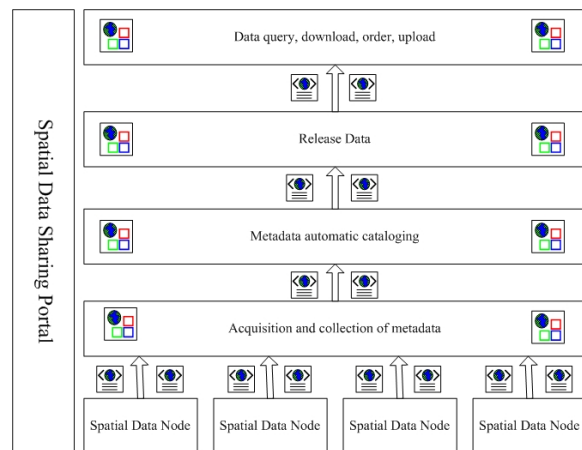 Spatial Data Sharing Portal
Data query, download, order, upload
Release Data
Metadata automatic cataloging
Acquisition and collection of metadata
Spatial Data Node
Spatial Data Node
Spatial Data Node
Spatial Data Node